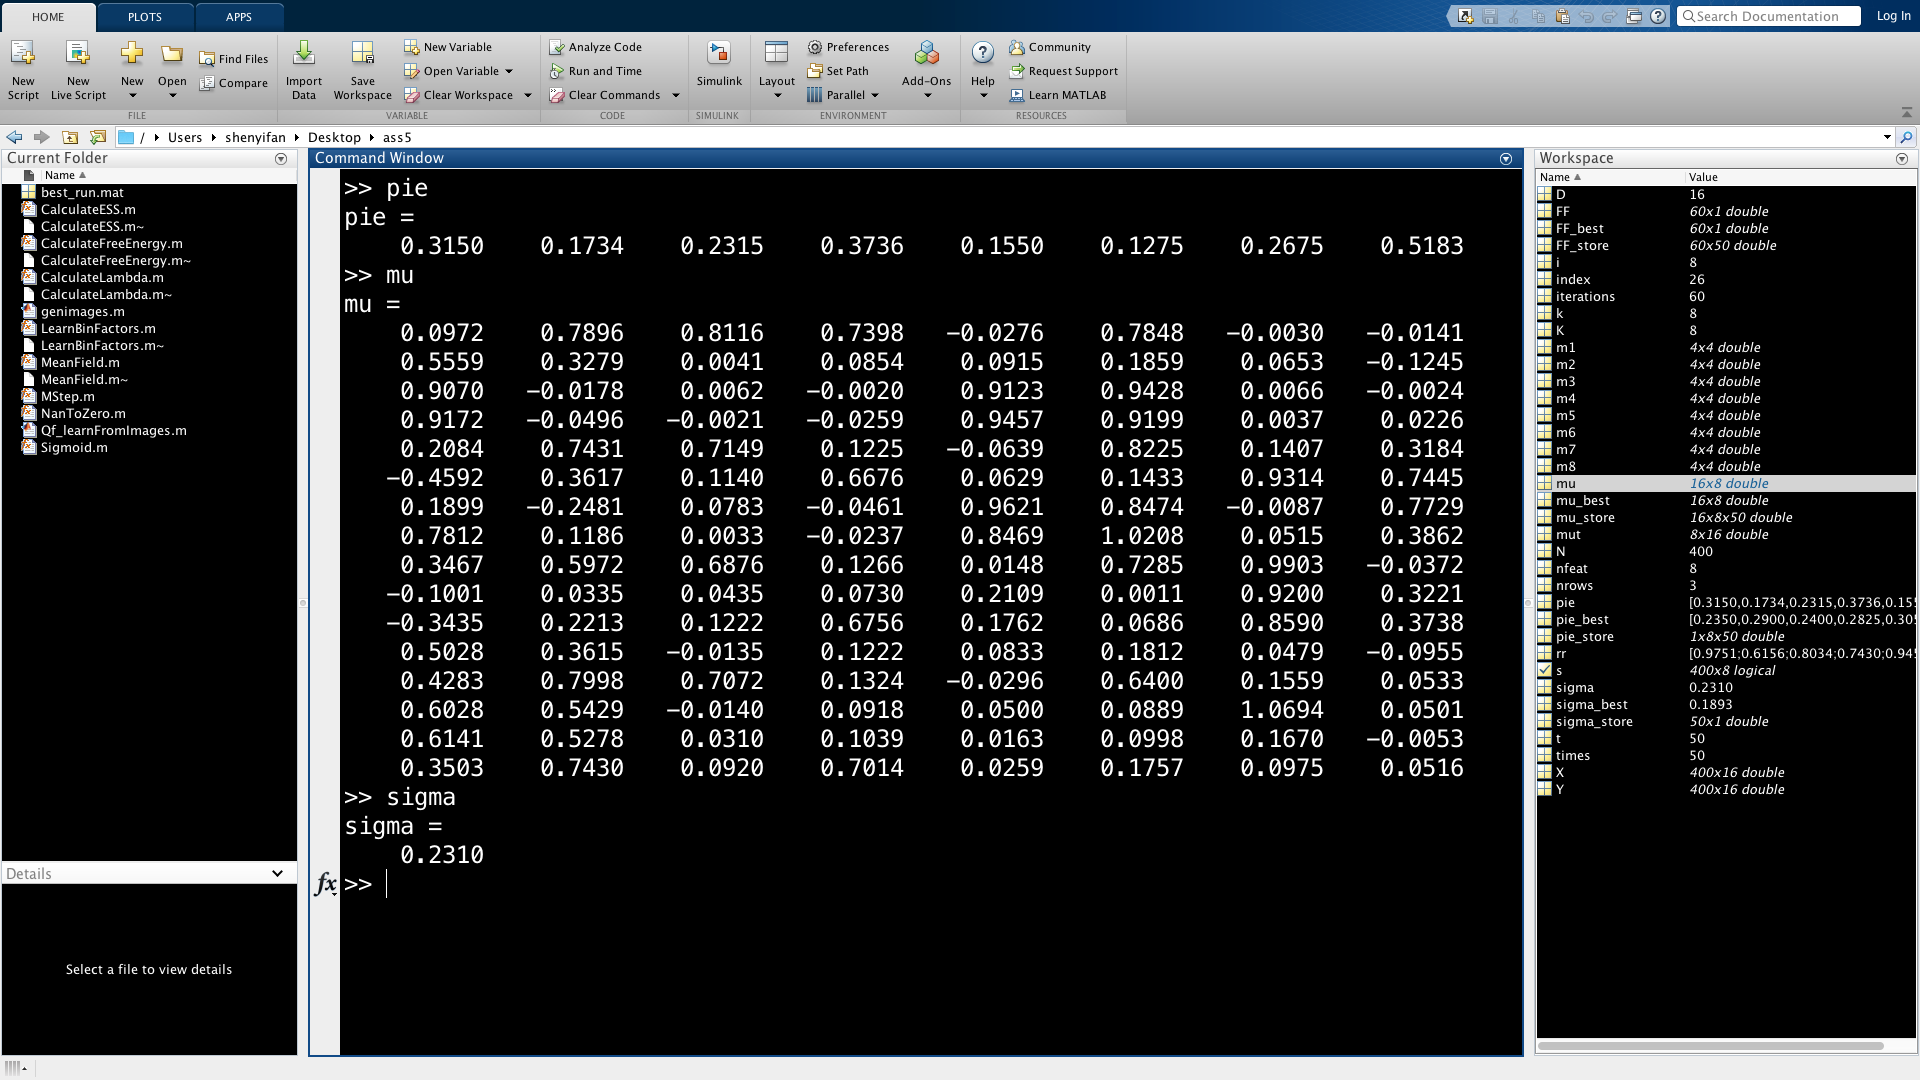 HOME PLOTS APPS
Search Documentation Log In
New Script
New Live Script
New
Open
Find Files
Compare
FILE
Import Data
Save Workspace
New Variable
Open Variable
Clear Workspace
VARIABLE
Analyze Code
Run and Time
Clear Commands
CODE
Simulink
SIMULINK
Layout
Preferences
Set Path
Parallel
Add-Ons
ENVIRONMENT
Help
Community
Request Support
Learn MATLAB
RESOURCES
/ Users shenyifan Desktop ass5
Current Folder
Name
best_run.mat
CalculateESS.m
CalculateESS.m~
CalculateFreeEnergy.m
CalculateFreeEnergy.m~
CalculateLambda.m
CalculateLambda.m~
genimages.m
LearnBinFactors.m
LearnBinFactors.m~
MeanField.m
MeanField.m~
MStep.m
NanToZero.m
Qf_learnFromImages.m
Sigmoid.m
Details
Select a file to view details
Command Window
>> pie
pie =
0.3150 0.1734 0.2315 0.3736 0.1550 0.1275 0.2675 0.5183
>> mu
mu =
0.0972 0.7896 0.8116 0.7398 -0.0276 0.7848 -0.0030 -0.0141
0.5559 0.3279 0.0041 0.0854 0.0915 0.1859 0.0653 -0.1245
0.9070 -0.0178 0.0062 -0.0020 0.9123 0.9428 0.0066 -0.0024
0.9172 -0.0496 -0.0021 -0.0259 0.9457 0.9199 0.0037 0.0226
0.2084 0.7431 0.7149 0.1225 -0.0639 0.8225 0.1407 0.3184
-0.4592 0.3617 0.1140 0.6676 0.0629 0.1433 0.9314 0.7445
0.1899 -0.2481 0.0783 -0.0461 0.9621 0.8474 -0.0087 0.7729
0.7812 0.1186 0.0033 -0.0237 0.8469 1.0208 0.0515 0.3862
0.3467 0.5972 0.6876 0.1266 0.0148 0.7285 0.9903 -0.0372
-0.1001 0.0335 0.0435 0.0730 0.2109 0.0011 0.9200 0.3221
-0.3435 0.2213 0.1222 0.6756 0.1762 0.0686 0.8590 0.3738
0.5028 0.3615 -0.0135 0.1222 0.0833 0.1812 0.0479 -0.0955
0.4283 0.7998 0.7072 0.1324 -0.0296 0.6400 0.1559 0.0533
0.6028 0.5429 -0.0140 0.0918 0.0500 0.0889 1.0694 0.0501
0.6141 0.5278 0.0310 0.1039 0.0163 0.0998 0.1670 -0.0053
0.3503 0.7430 0.0920 0.7014 0.0259 0.1757 0.0975 0.0516
>> sigma
sigma =
0.2310
fx >>
Workspace
Name Value
D 16
FF 60x1 double
FF_best 60x1 double
FF_store 60x50 double
i 8
index 26
iterations 60
k 8
K 8
m1 4x4 double
m2 4x4 double
m3 4x4 double
m4 4x4 double
m5 4x4 double
m6 4x4 double
m7 4x4 double
m8 4x4 double
mu 16x8 double
mu_best 16x8 double
mu_store 16x8x50 double
mut 8x16 double
N 400
nfeat 8
nrows 3
pie [0.3150,0.1734,0.2315,0.3736,0.15
pie_best [0.2350,0.2900,0.2400,0.2825,0.30
pie_store 1x8x50 double
rr [0.9751;0.6156;0.8034;0.7430;0.94
s 400x8 logical
sigma 0.2310
sigma_best 0.1893
sigma_store 50x1 double
t 50
times 50
X 400x16 double
Y 400x16 double